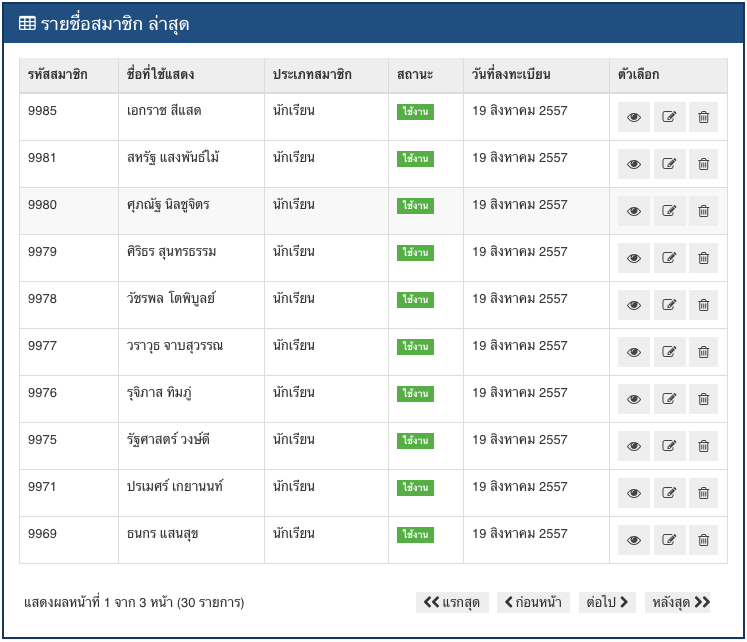 รายชื่อสมาชิก ล่าสุด
รหัสสมาชิก ชื่อที่ใช้แสดง ประเภทสมาชิก สถานะ วันที่ลงทะเบียน ตัวเลือก
9985 เอกราช สีแสด นักเรียน ใช้งาน 19 สิงหาคม 2557
9981 สหรัฐ แสงพันธ์ไม้ นักเรียน ใช้งาน 19 สิงหาคม 2557
9980 ศุภณัฐ นิลชูจิตร นักเรียน ใช้งาน 19 สิงหาคม 2557
9979 ศิริธร สุนทรธรรม นักเรียน ใช้งาน 19 สิงหาคม 2557
9978 วัชรพล โตพิบูลย์ นักเรียน ใช้งาน 19 สิงหาคม 2557
9977 วราวุธ จาบสุวรรณ นักเรียน ใช้งาน 19 สิงหาคม 2557
9976 รุจิภาส ทิมภู่ นักเรียน ใช้งาน 19 สิงหาคม 2557
9975 รัฐศาสตร์ วงษ์ดี นักเรียน ใช้งาน 19 สิงหาคม 2557
9971 ปรเมศร์ เกยานนท์ นักเรียน ใช้งาน 19 สิงหาคม 2557
9969 ธนกร แสนสุข นักเรียน ใช้งาน 19 สิงหาคม 2557
แสดงผลหน้าที่ 1 จาก 3 หน้า (30 รายการ) แรกสุด ก่อนหน้า ต่อไป หลังสุด